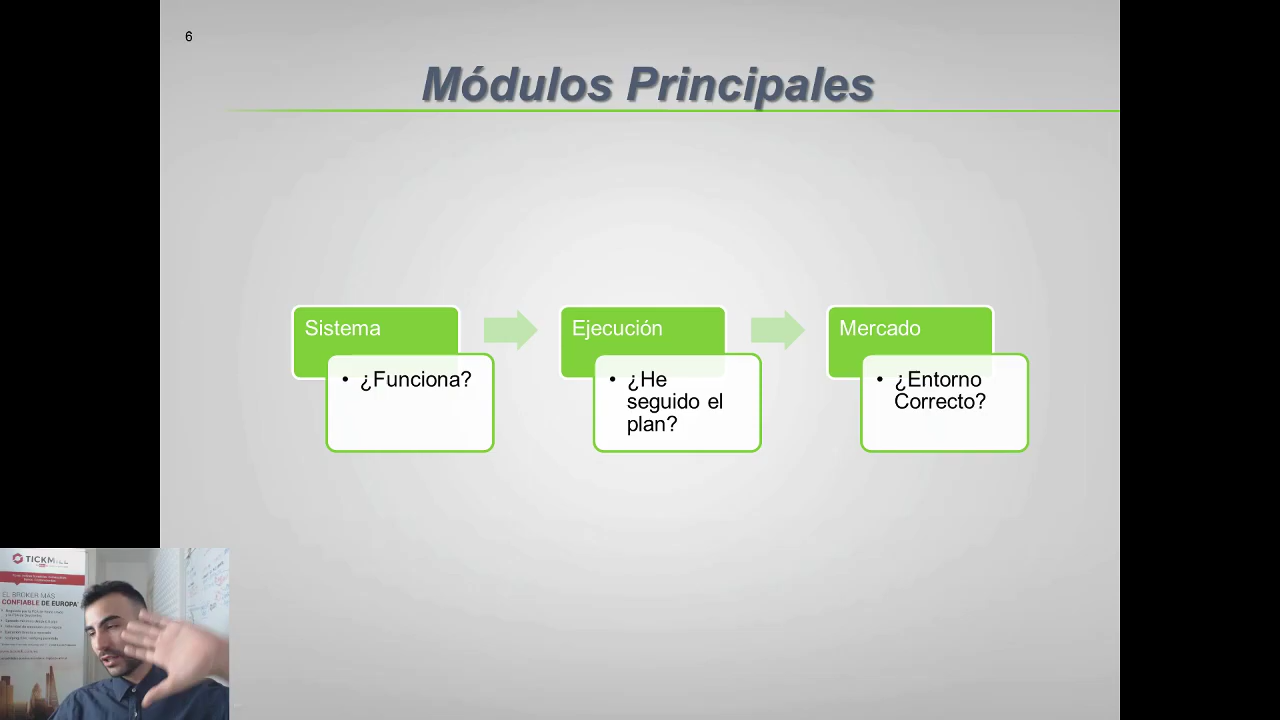 6
Módulos Principales
Sistema
• ¿Funciona?
Ejecución
• ¿He
seguido el
plan?
Mercado
• ¿Entorno
Correcto?
TICKMILL
EL BRÓKER MÁS
CONFIABLE DE EUROPA